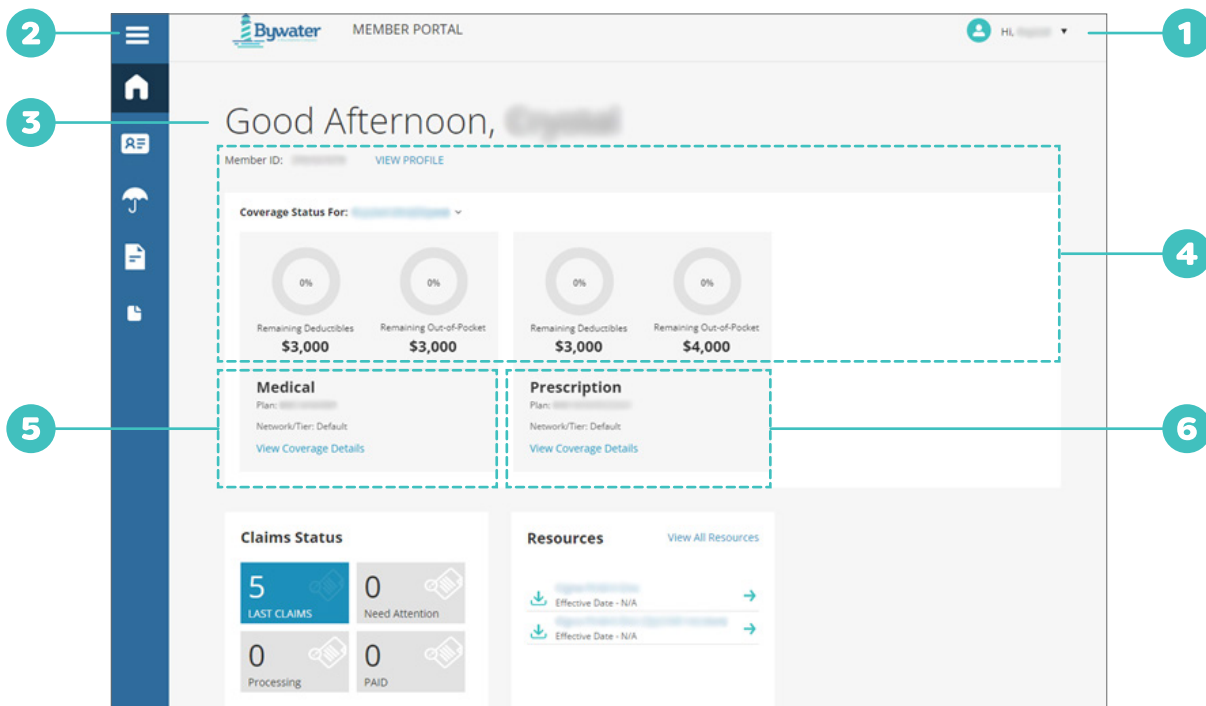 2
Bywater
MEMBER PORTAL
HI,
1
3
Good Afternoon,
Member ID:
VIEW PROFILE
Coverage Status For:
4
0%
0%
0%
0%
Remaining Deductibles
Remaining Out-of-Pocket
Remaining Deductibles
Remaining Out-of-Pocket
$3,000
$3,000
$3,000
$4,000
5
Medical
Plan:
Network/Tier: Default
View Coverage Details
Prescription
Plan:
Network/Tier: Default
View Coverage Details
6
Claims Status
5
LAST CLAIMS
0
Need Attention
0
Processing
0
PAID
Resources
View All Resources
Effective Date - N/A
Effective Date - N/A